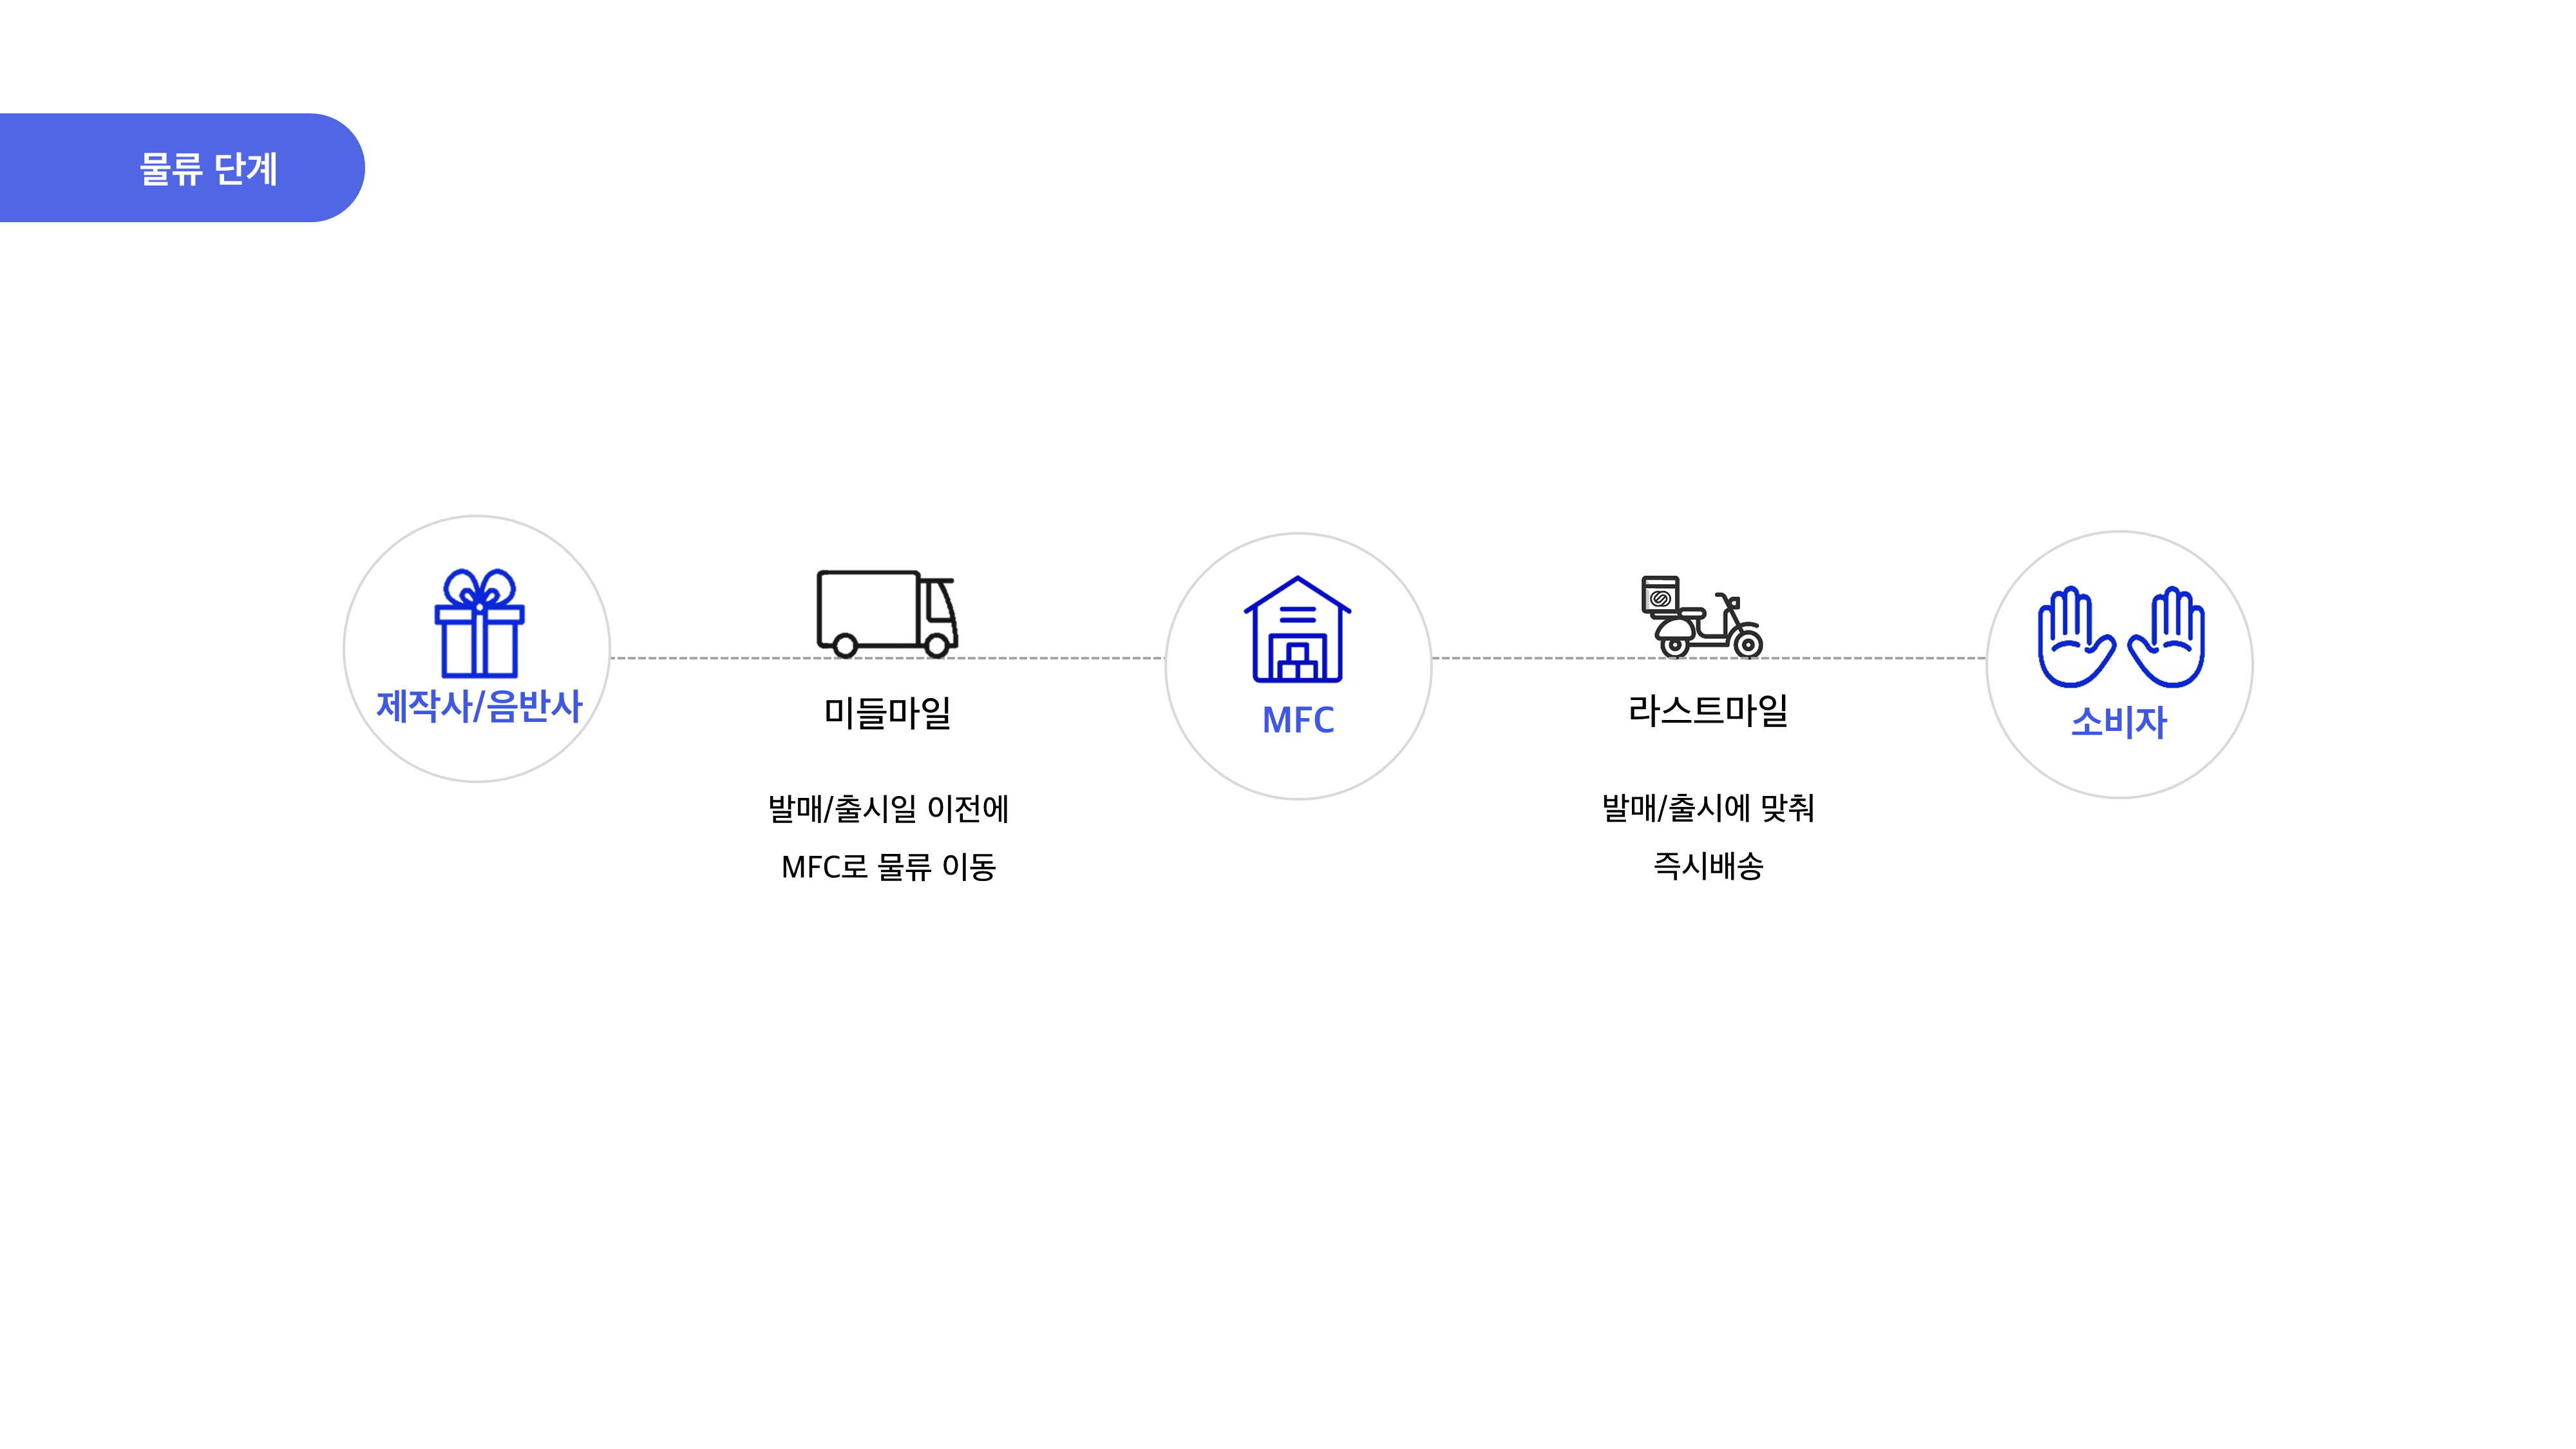 물류 단계
제작사/음반사
미들마일
발매/출시일 이전에
MFC로 물류 이동
MFC
라스트마일
발매/출시에 맞춰
즉시배송
소비자